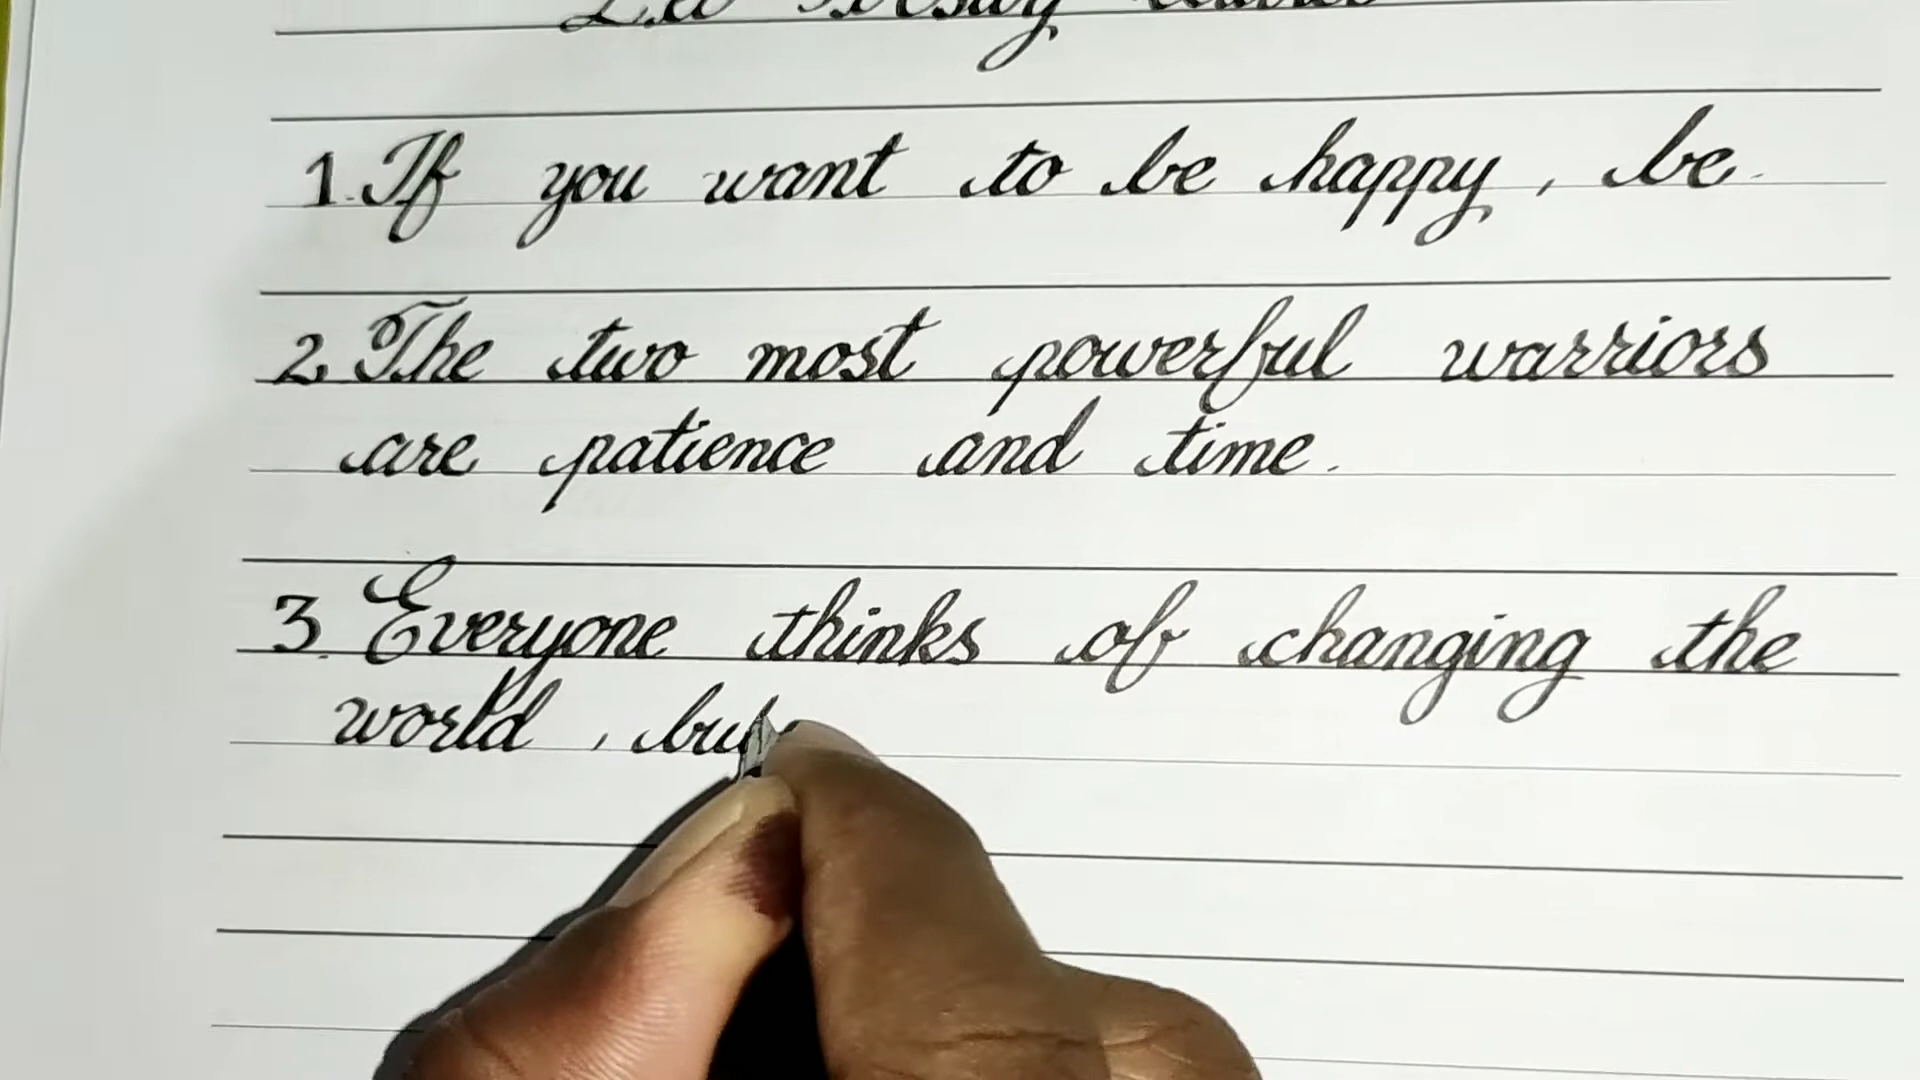 1. If you want to be happy, be.
2. The two most powerful warriors
are patience and time.
3. Everyone thinks of changing the
world, but